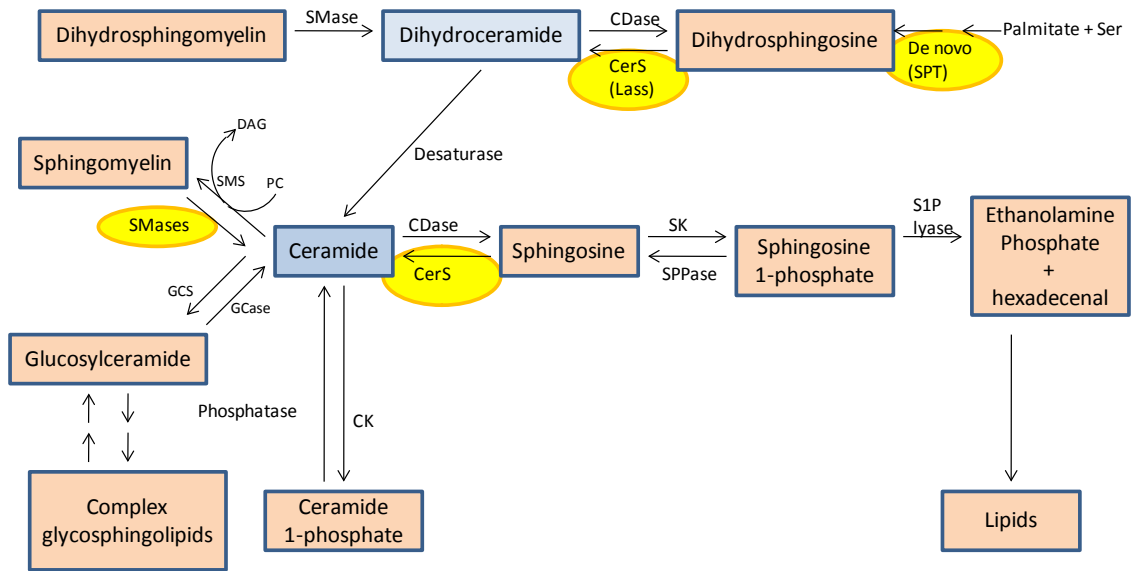 SMase
CDase
Dihydrosphingomyelin
Dihydroceramide
Dihydrosphingosine
De novo
(SPT)
Palmitate + Ser
CerS
(Lass)
DAG
Desaturase
Sphingomyelin
SMS
PC
SMases
Ceramide
CDase
CerS
Sphingosine
SK
SPPase
Sphingosine
1-phosphate
S1P
lyase
Ethanolamine
Phosphate
+
hexadecenal
GCS
GCase
Glucosylceramide
Phosphatase
CK
Complex
glycosphingolipids
Ceramide
1-phosphate
Lipids